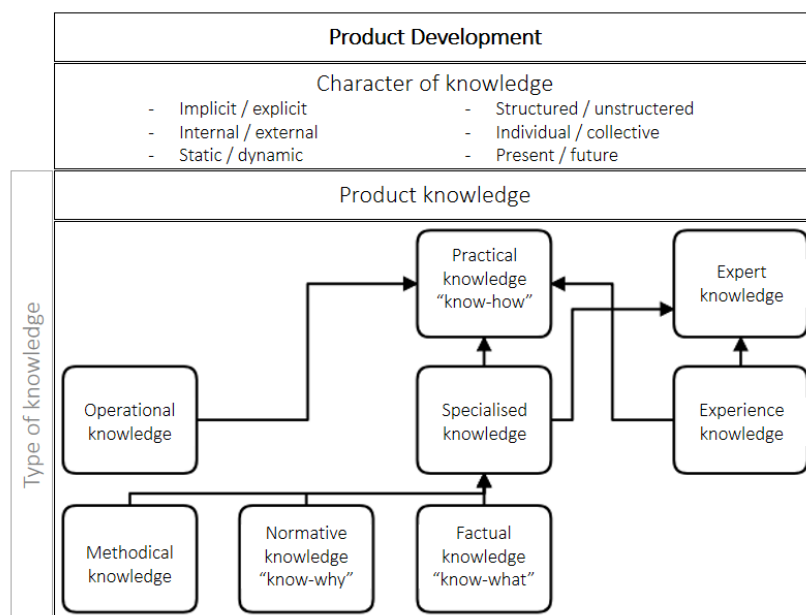 Product Development
Character of knowledge
- Implicit / explicit
- Internal / external
- Static / dynamic
- Structured / unstructered
- Individual / collective
- Present / future
Type of knowledge
Product knowledge
Practical
knowledge
“know-how”
Expert
knowledge
Operational
knowledge
Specialised
knowledge
Experience
knowledge
Methodical
knowledge
Normative
knowledge
“know-why”
Factual
knowledge
“know-what”